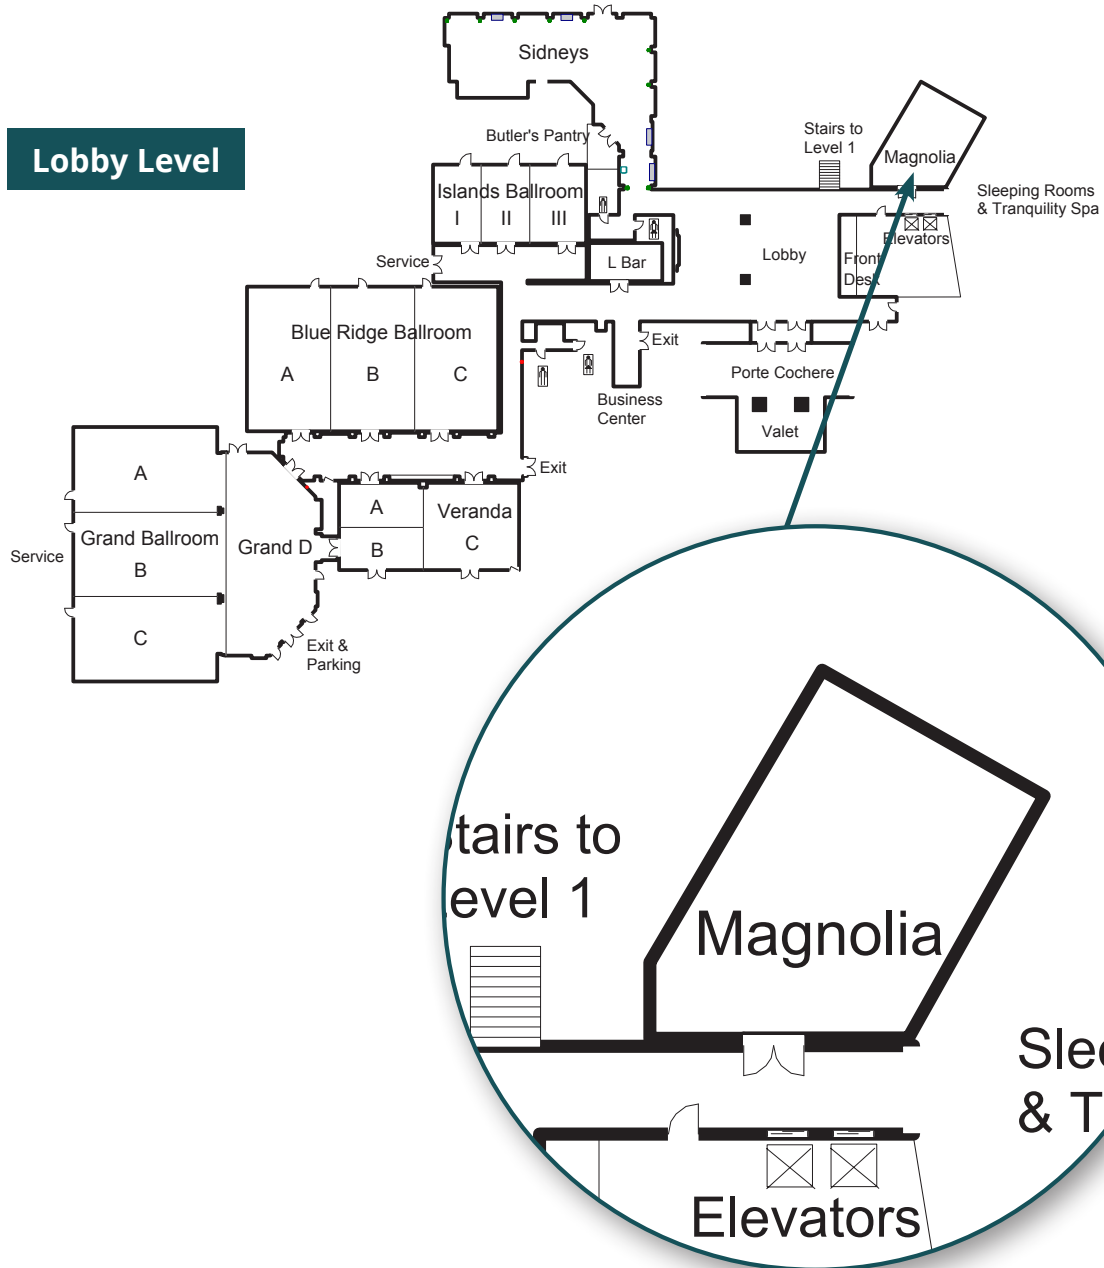 Lobby Level
Sidneys
Butler's Pantry
Stairs to
Level 1
Magnolia
Sleeping Rooms
& Tranquility Spa
Islands Ballroom
I
II
III
Service
L Bar
Lobby
Front
Desk
Elevators
Blue Ridge Ballroom
A
B
C
Exit
Porte Cochere
Business
Center
Valet
Exit
A
Grand Ballroom
B
C
Service
Grand D
A
B
Veranda
C
Exit &
Parking
tairs to
evel 1
Magnolia
Slee
& T
Elevators